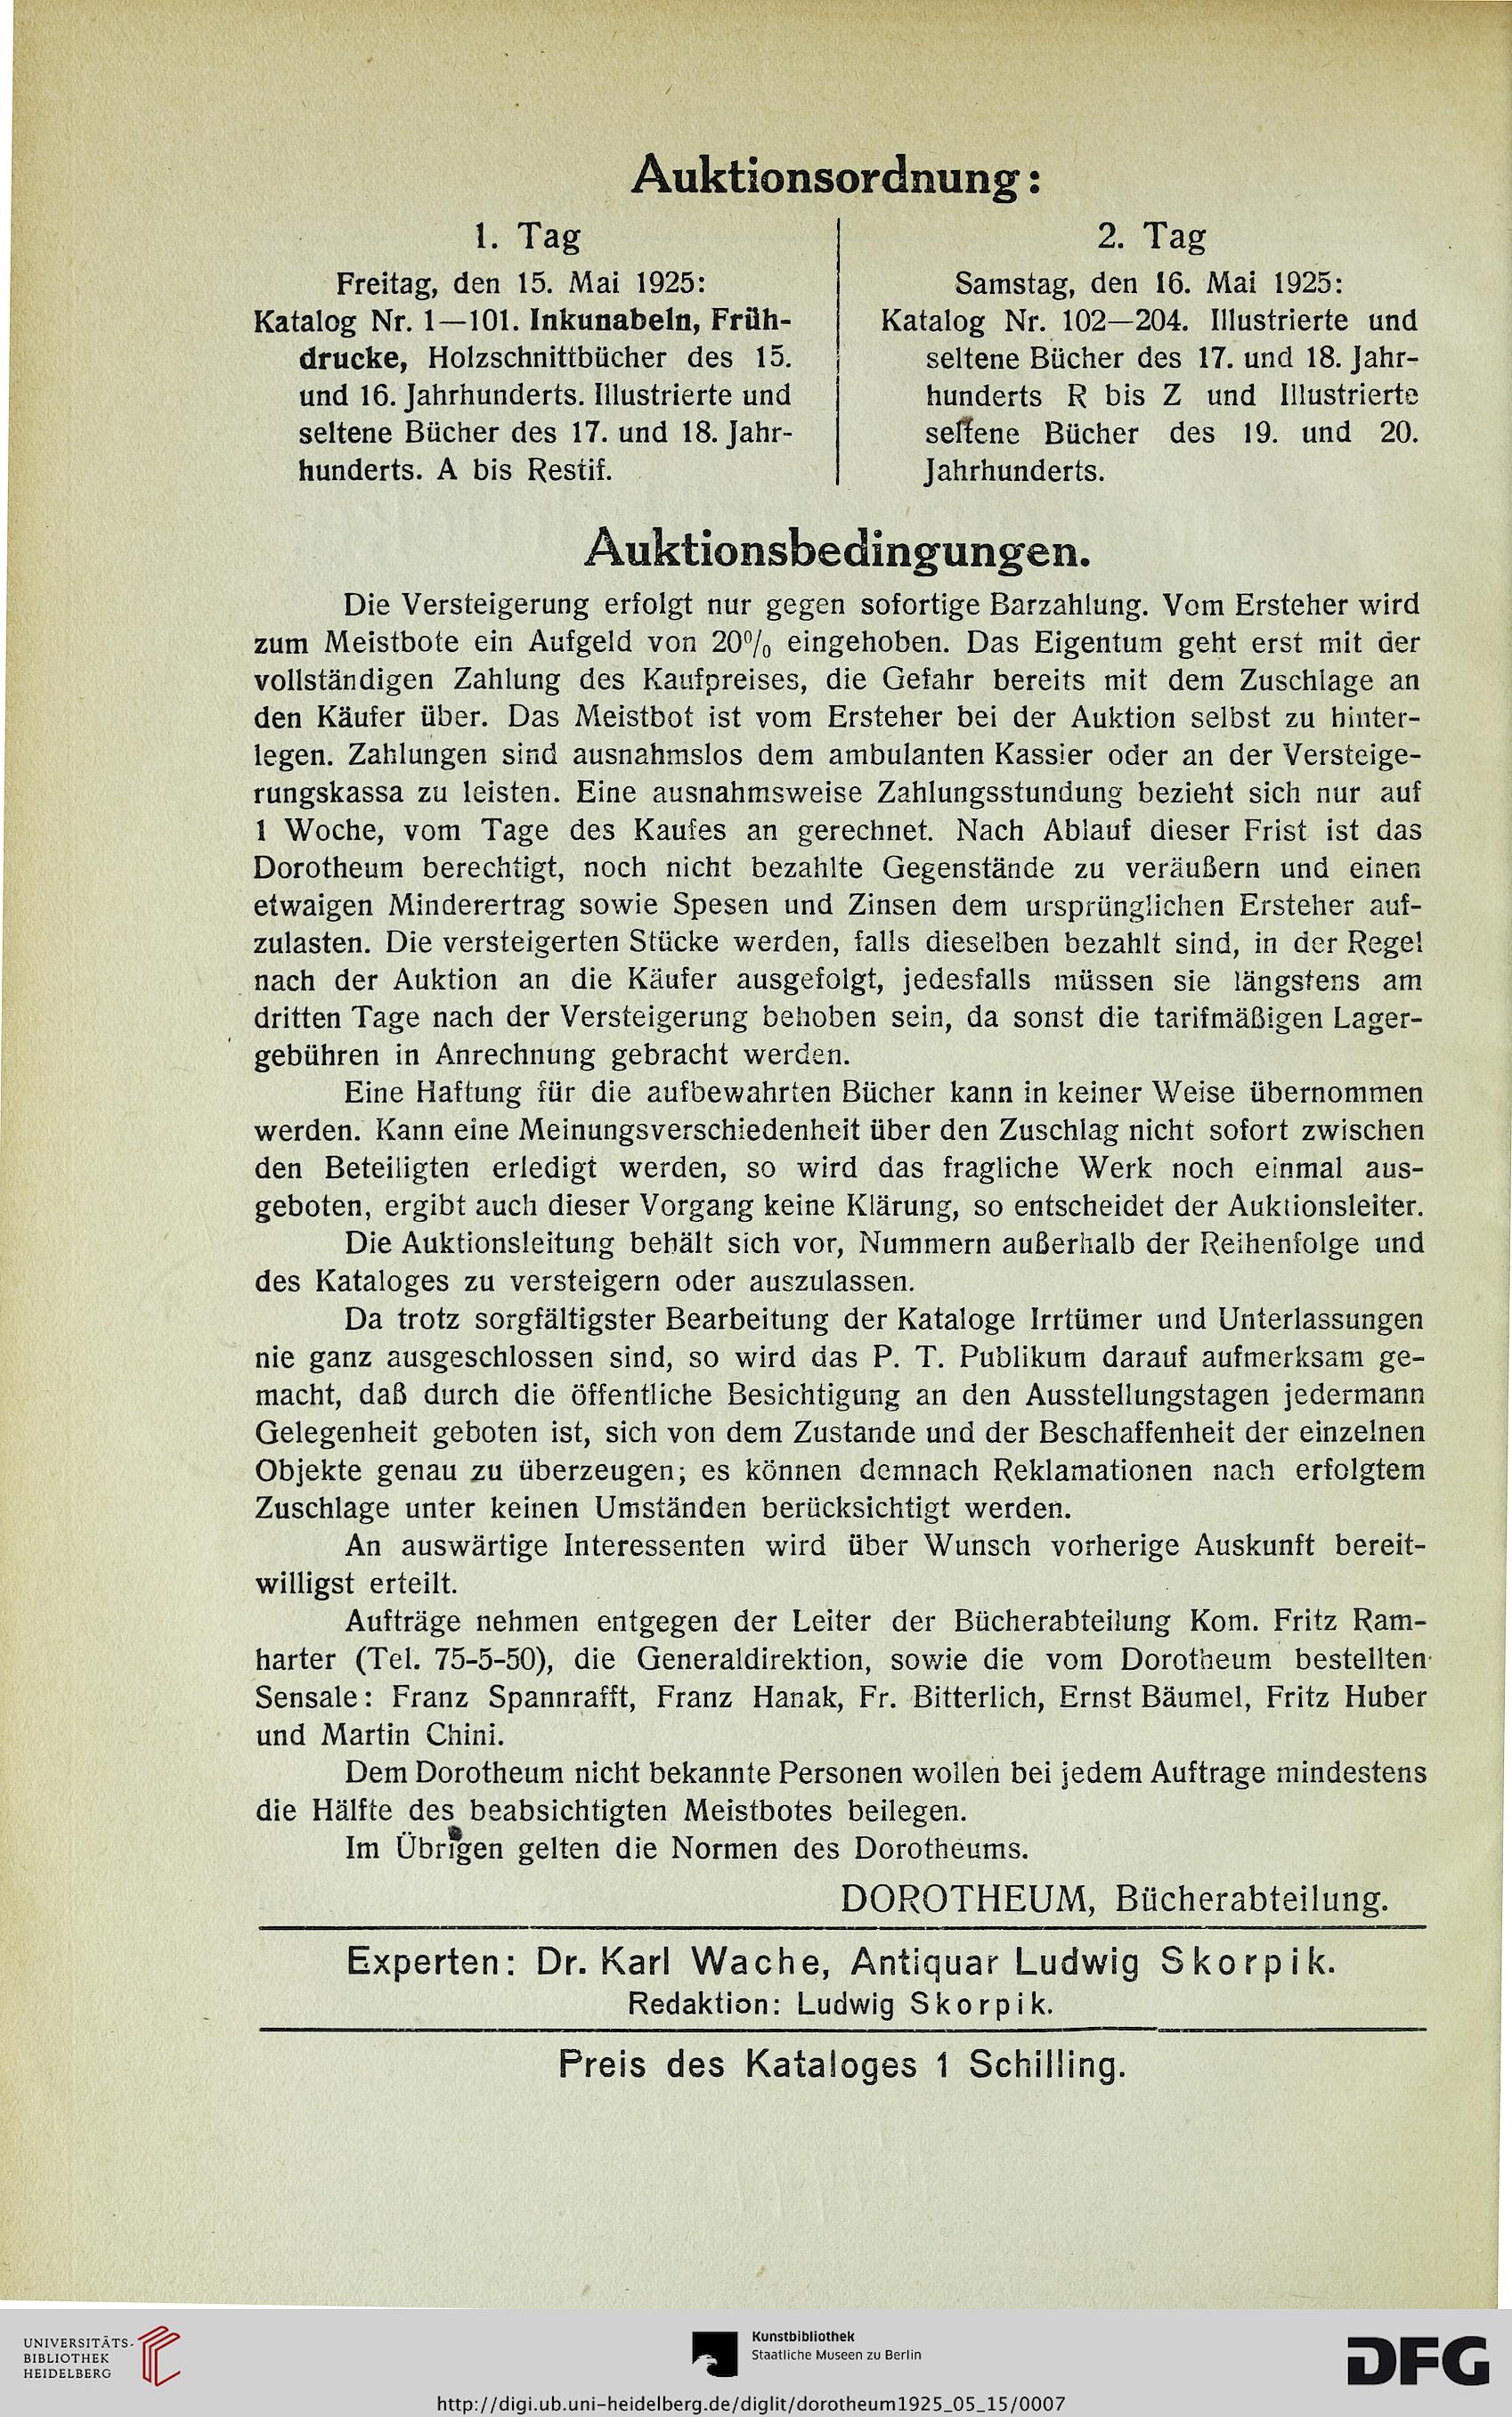 Auktionsordnung:
1. Tag
Freitag, den 15. Mai 1925:
Katalog Nr. 1—101. Inkunabeln, Früh-
drucke, Holzschnittbücher des 15.
und 16. Jahrhunderts. Illustrierte und
seltene Bücher des 17. und 18. Jahr-
hunderts. A bis Restif.
2. Tag
Samstag, den 16. Mai 1925:
Katalog Nr. 102—204. Illustrierte und
seltene Bücher des 17. und 18. Jahr-
hunderts R bis Z und Illustrierte
seltene Bücher des 19. und 20.
Jahrhunderts.
Auktionsbedingungen.
Die Versteigerung erfolgt nur gegen sofortige Barzahlung. Vom Ersteher wird
zum Meistbote ein Aufgeld von 20% eingehoben. Das Eigentum geht erst mit der
vollständigen Zahlung des Kaufpreises, die Gefahr bereits mit dem Zuschlage an
den Käufer über. Das Meistbot ist vom Ersteher bei der Auktion selbst zu hinter-
legen. Zahlungen sind ausnahmslos dem ambulanten Kassier oder an der Versteige-
rungskassa zu leisten. Eine ausnahmsweise Zahlungsstundung bezieht sich nur auf
1 Woche, vom Tage des Kaufes an gerechnet. Nach Ablauf dieser Frist ist das
Dorotheum berechtigt, noch nicht bezahlte Gegenstände zu veräußern und einen
etwaigen Minderertrag sowie Spesen und Zinsen dem ursprünglichen Ersteher auf-
zulasten. Die versteigerten Stücke werden, falls dieselben bezahlt sind, in der Regel
nach der Auktion an die Käufer ausgefolgt, jedesfalls müssen sie längstens am
dritten Tage nach der Versteigerung behoben sein, da sonst die tarifmäßigen Lager-
gebühren in Anrechnung gebracht werden.
Eine Haftung für die aufbewahrten Bücher kann in keiner Weise übernommen
werden. Kann eine Meinungsverschiedenheit über den Zuschlag nicht sofort zwischen
den Beteiligten erledigt werden, so wird das fragliche Werk noch einmal aus-
geboten, ergibt auch dieser Vorgang keine Klärung, so entscheidet der Auktionsleiter.
Die Auktionsleitung behält sich vor, Nummern außerhalb der Reihenfolge und
des Kataloges zu versteigern oder auszulassen.
Da trotz sorgfältigster Bearbeitung der Kataloge Irrtümer und Unterlassungen
nie ganz ausgeschlossen sind, so wird das P. T. Publikum darauf aufmerksam ge-
macht, daß durch die öffentliche Besichtigung an den Ausstellungstagen jedermann
Gelegenheit geboten ist, sich von dem Zustande und der Beschaffenheit der einzelnen
Objekte genau zu überzeugen; es können demnach Reklamationen nach erfolgtem
Zuschlage unter keinen Umständen berücksichtigt werden.
An auswärtige Interessenten wird über Wunsch vorherige Auskunft bereit-
willigst erteilt.
Aufträge nehmen entgegen der Leiter der Bücherabteilung Kom. Fritz Ram-
harter (Tel. 75-5-50), die Generaldirektion, sowie die vom Dorotheum bestellten
Sensale: Franz Spannrafft, Franz Hanak, Fr. Bitterlich, Ernst Bäumel, Fritz Huber
und Martin Chini.
Dem Dorotheum nicht bekannte Personen wollen bei jedem Auftrage mindestens
die Hälfte des beabsichtigten Meistbotes beilegen.
Im Übrigen gelten die Normen des Dorotheums.
DOROTHEUM, Bücherabteilung.
Experten: Dr. Karl Wache, Antiquar Ludwig Skorpik.
Redaktion: Ludwig Skorpik.
Preis des Kataloges 1 Schilling.
UNIVERSITÄTS-
BIBLIOTHEK
HEIDELBERG
Kunstbibliothek
Staatliche Museen zu Berlin
DFG
http://digi.ub.uni-heidelberg.de/diglit/dorotheum1925_05_15/0007